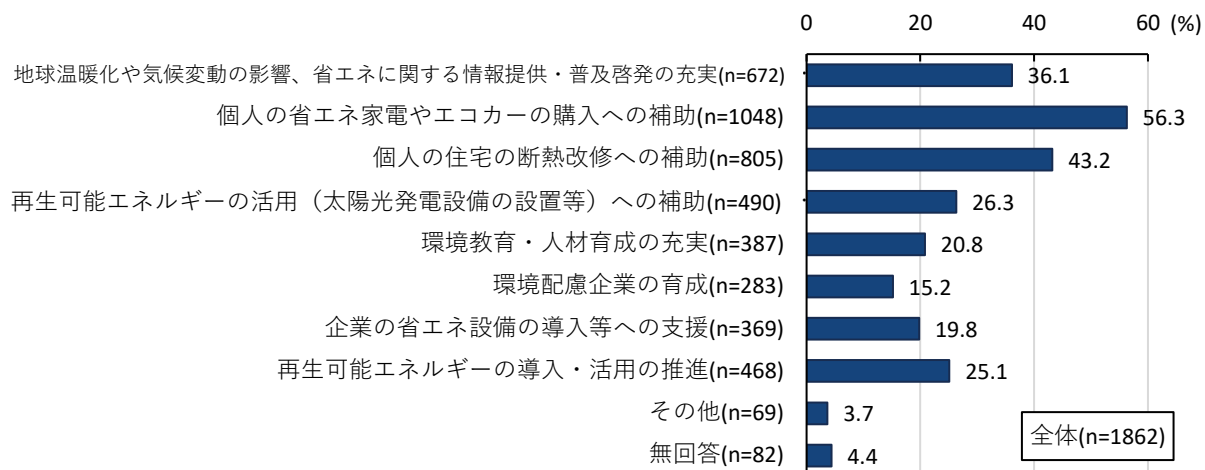 0 20 40 60 (%)
地球温暖化や気候変動の影響、省エネに関する情報提供・普及啓発の充実(n=672) 36.1
個人の省エネ家電やエコカーの購入への補助(n=1048) 56.3
個人の住宅の断熱改修への補助(n=805) 43.2
再生可能エネルギーの活用（太陽光発電設備の設置等）への補助(n=490) 26.3
環境教育・人材育成の充実(n=387) 20.8
環境配慮企業の育成(n=283) 15.2
企業の省エネ設備の導入等への支援(n=369) 19.8
再生可能エネルギーの導入・活用の推進(n=468) 25.1
その他(n=69) 3.7
無回答(n=82) 4.4
全体(n=1862)